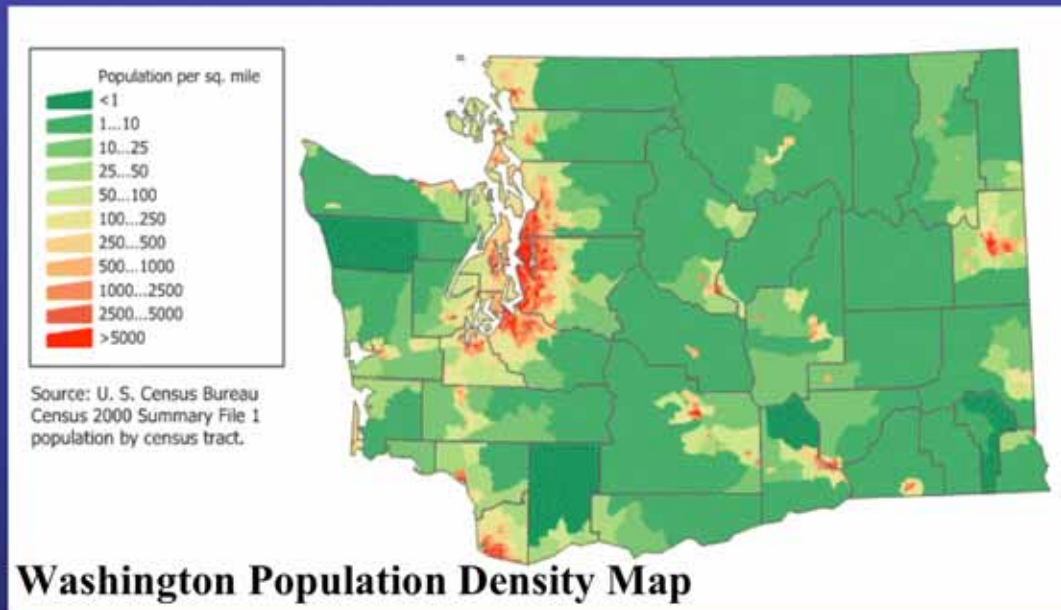 Population per sq. mile
<1
1...10
10...25
25...50
50...100
100...250
250...500
500...1000
1000...2500
2500...5000
>5000
Source: U. S. Census Bureau
Census 2000 Summary File 1
population by census tract.
Washington Population Density Map